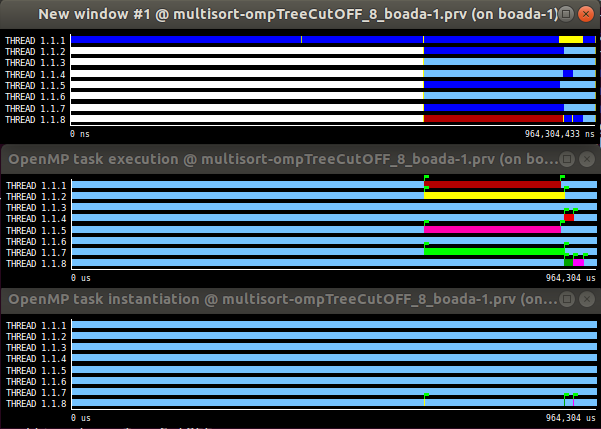 New window #1 @ multisort-ompTreeCutOFF_8_boada-1.prv (on boada-1)
THREAD 1.1.1
THREAD 1.1.2
THREAD 1.1.3
THREAD 1.1.4
THREAD 1.1.5
THREAD 1.1.6
THREAD 1.1.7
THREAD 1.1.8
0 ns 964,304,433 ns
OpenMP task execution @ multisort-ompTreeCutOFF_8_boada-1.prv (on bo...
THREAD 1.1.1
THREAD 1.1.2
THREAD 1.1.3
THREAD 1.1.4
THREAD 1.1.5
THREAD 1.1.6
THREAD 1.1.7
THREAD 1.1.8
0 us 964,304 us
OpenMP task instantiation @ multisort-ompTreeCutOFF_8_boada-1.prv (on...
THREAD 1.1.1
THREAD 1.1.2
THREAD 1.1.3
THREAD 1.1.4
THREAD 1.1.5
THREAD 1.1.6
THREAD 1.1.7
THREAD 1.1.8
0 us 964,304 us